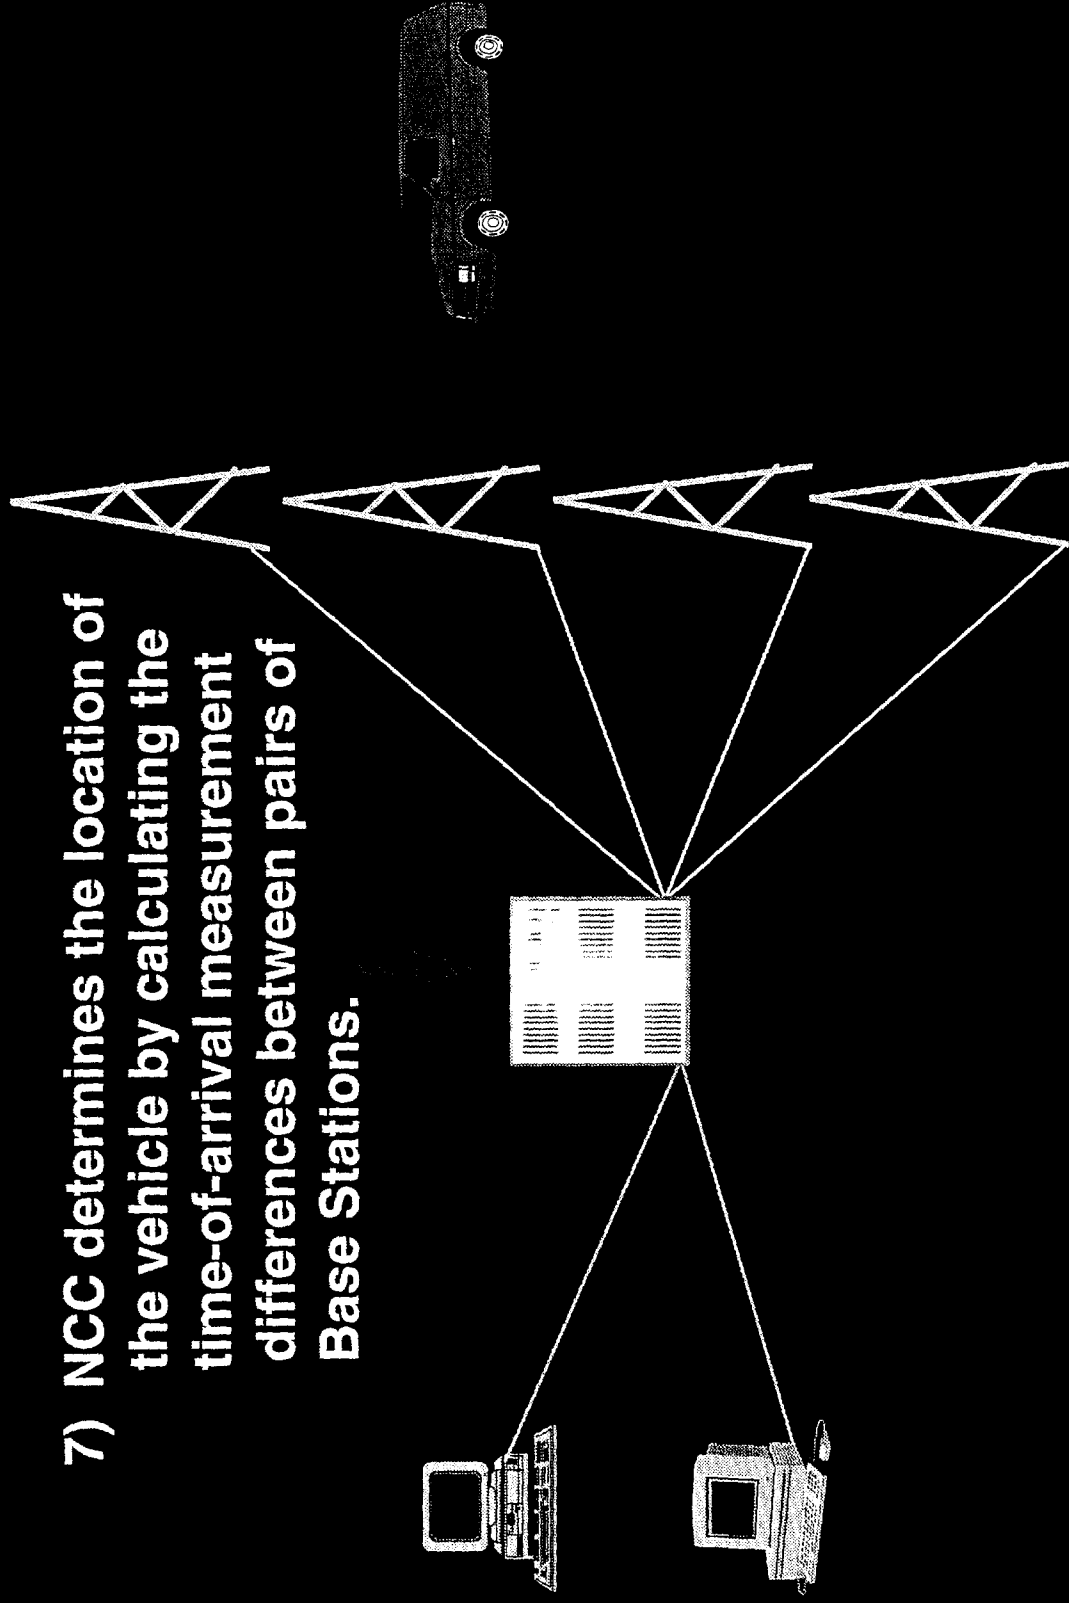 7) NCC determines the location of
the vehicle by calculating the
time-of-arrival measurement
differences between pairs of
Base Stations.